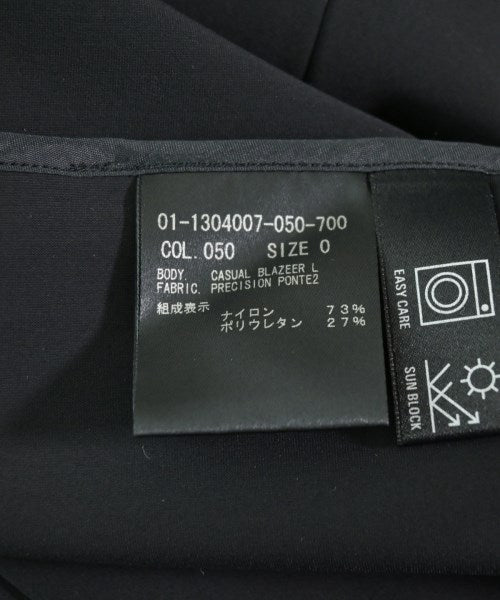 01-1304007-050-700
COL.050 SIZE 0
BODY. CASUAL BLAZEER L
FABRIC. PRECISION PONTE2
組成表示
ナイロン 73%
ポリウレタン 27%
EASY CARE
SUN BLOCK